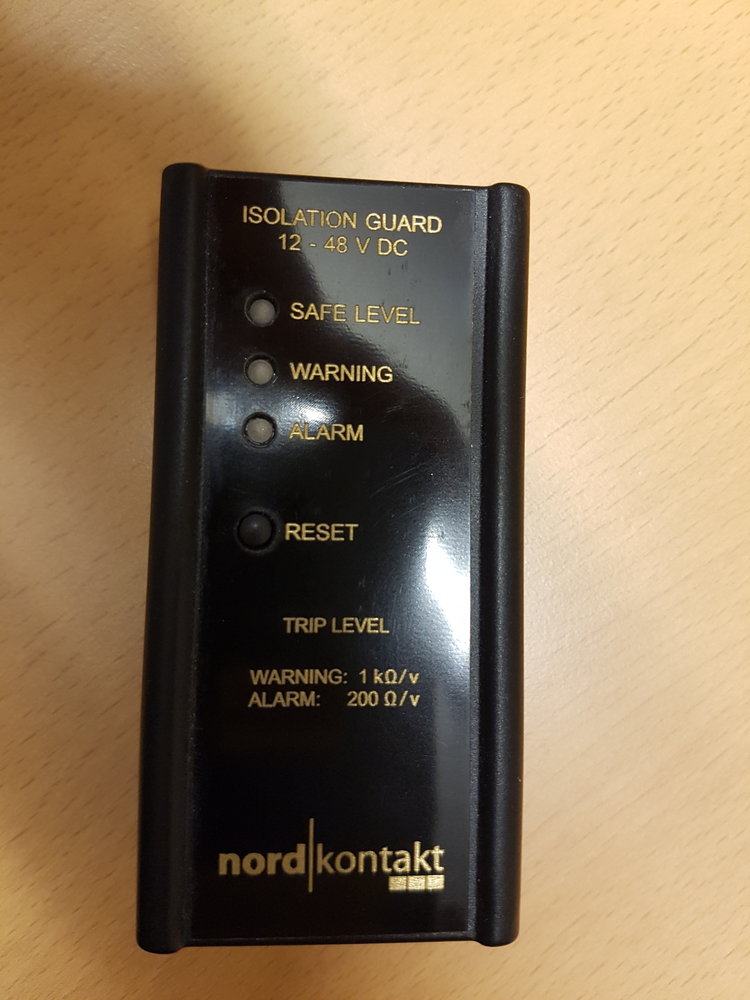 ISOLATION GUARD
12 - 48 V DC
SAFE LEVEL
WARNING
ALARM
RESET
TRIP LEVEL
WARNING: 1 kΩ/v
ALARM: 200 Ω/v
nord|kontakt